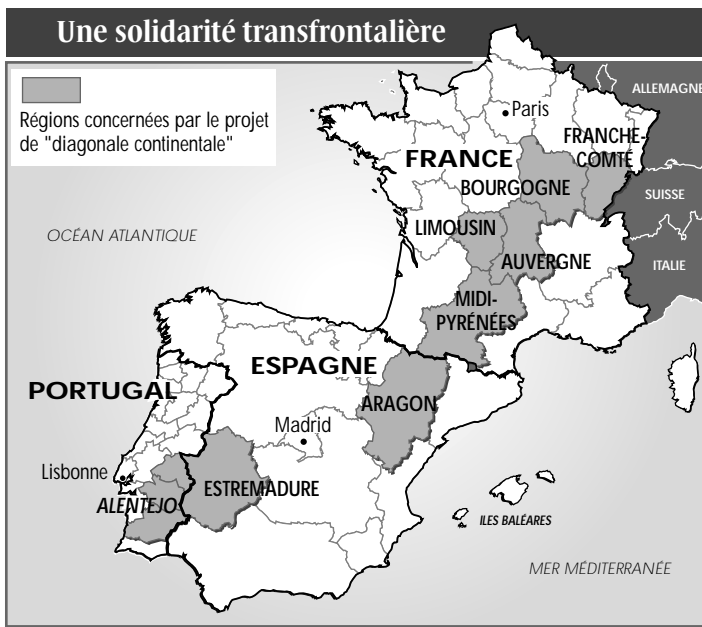 Une solidarité transfrontalière
Régions concernées par le projet
de "diagonale continentale"
ALLEMAGNE
Paris
FRANCHE-
COMTÉ
FRANCE
BOURGOGNE
SUISSE
LIMOUSIN
OCÉAN ATLANTIQUE
AUVERGNE
ITALIE
MIDI-
PYRÉNÉES
ESPAGNE
PORTUGAL
ARAGON
Madrid
Lisbonne
ESTREMADURE
ALENTEJO
ILES BALÉARES
MER MÉDITERRANÉE